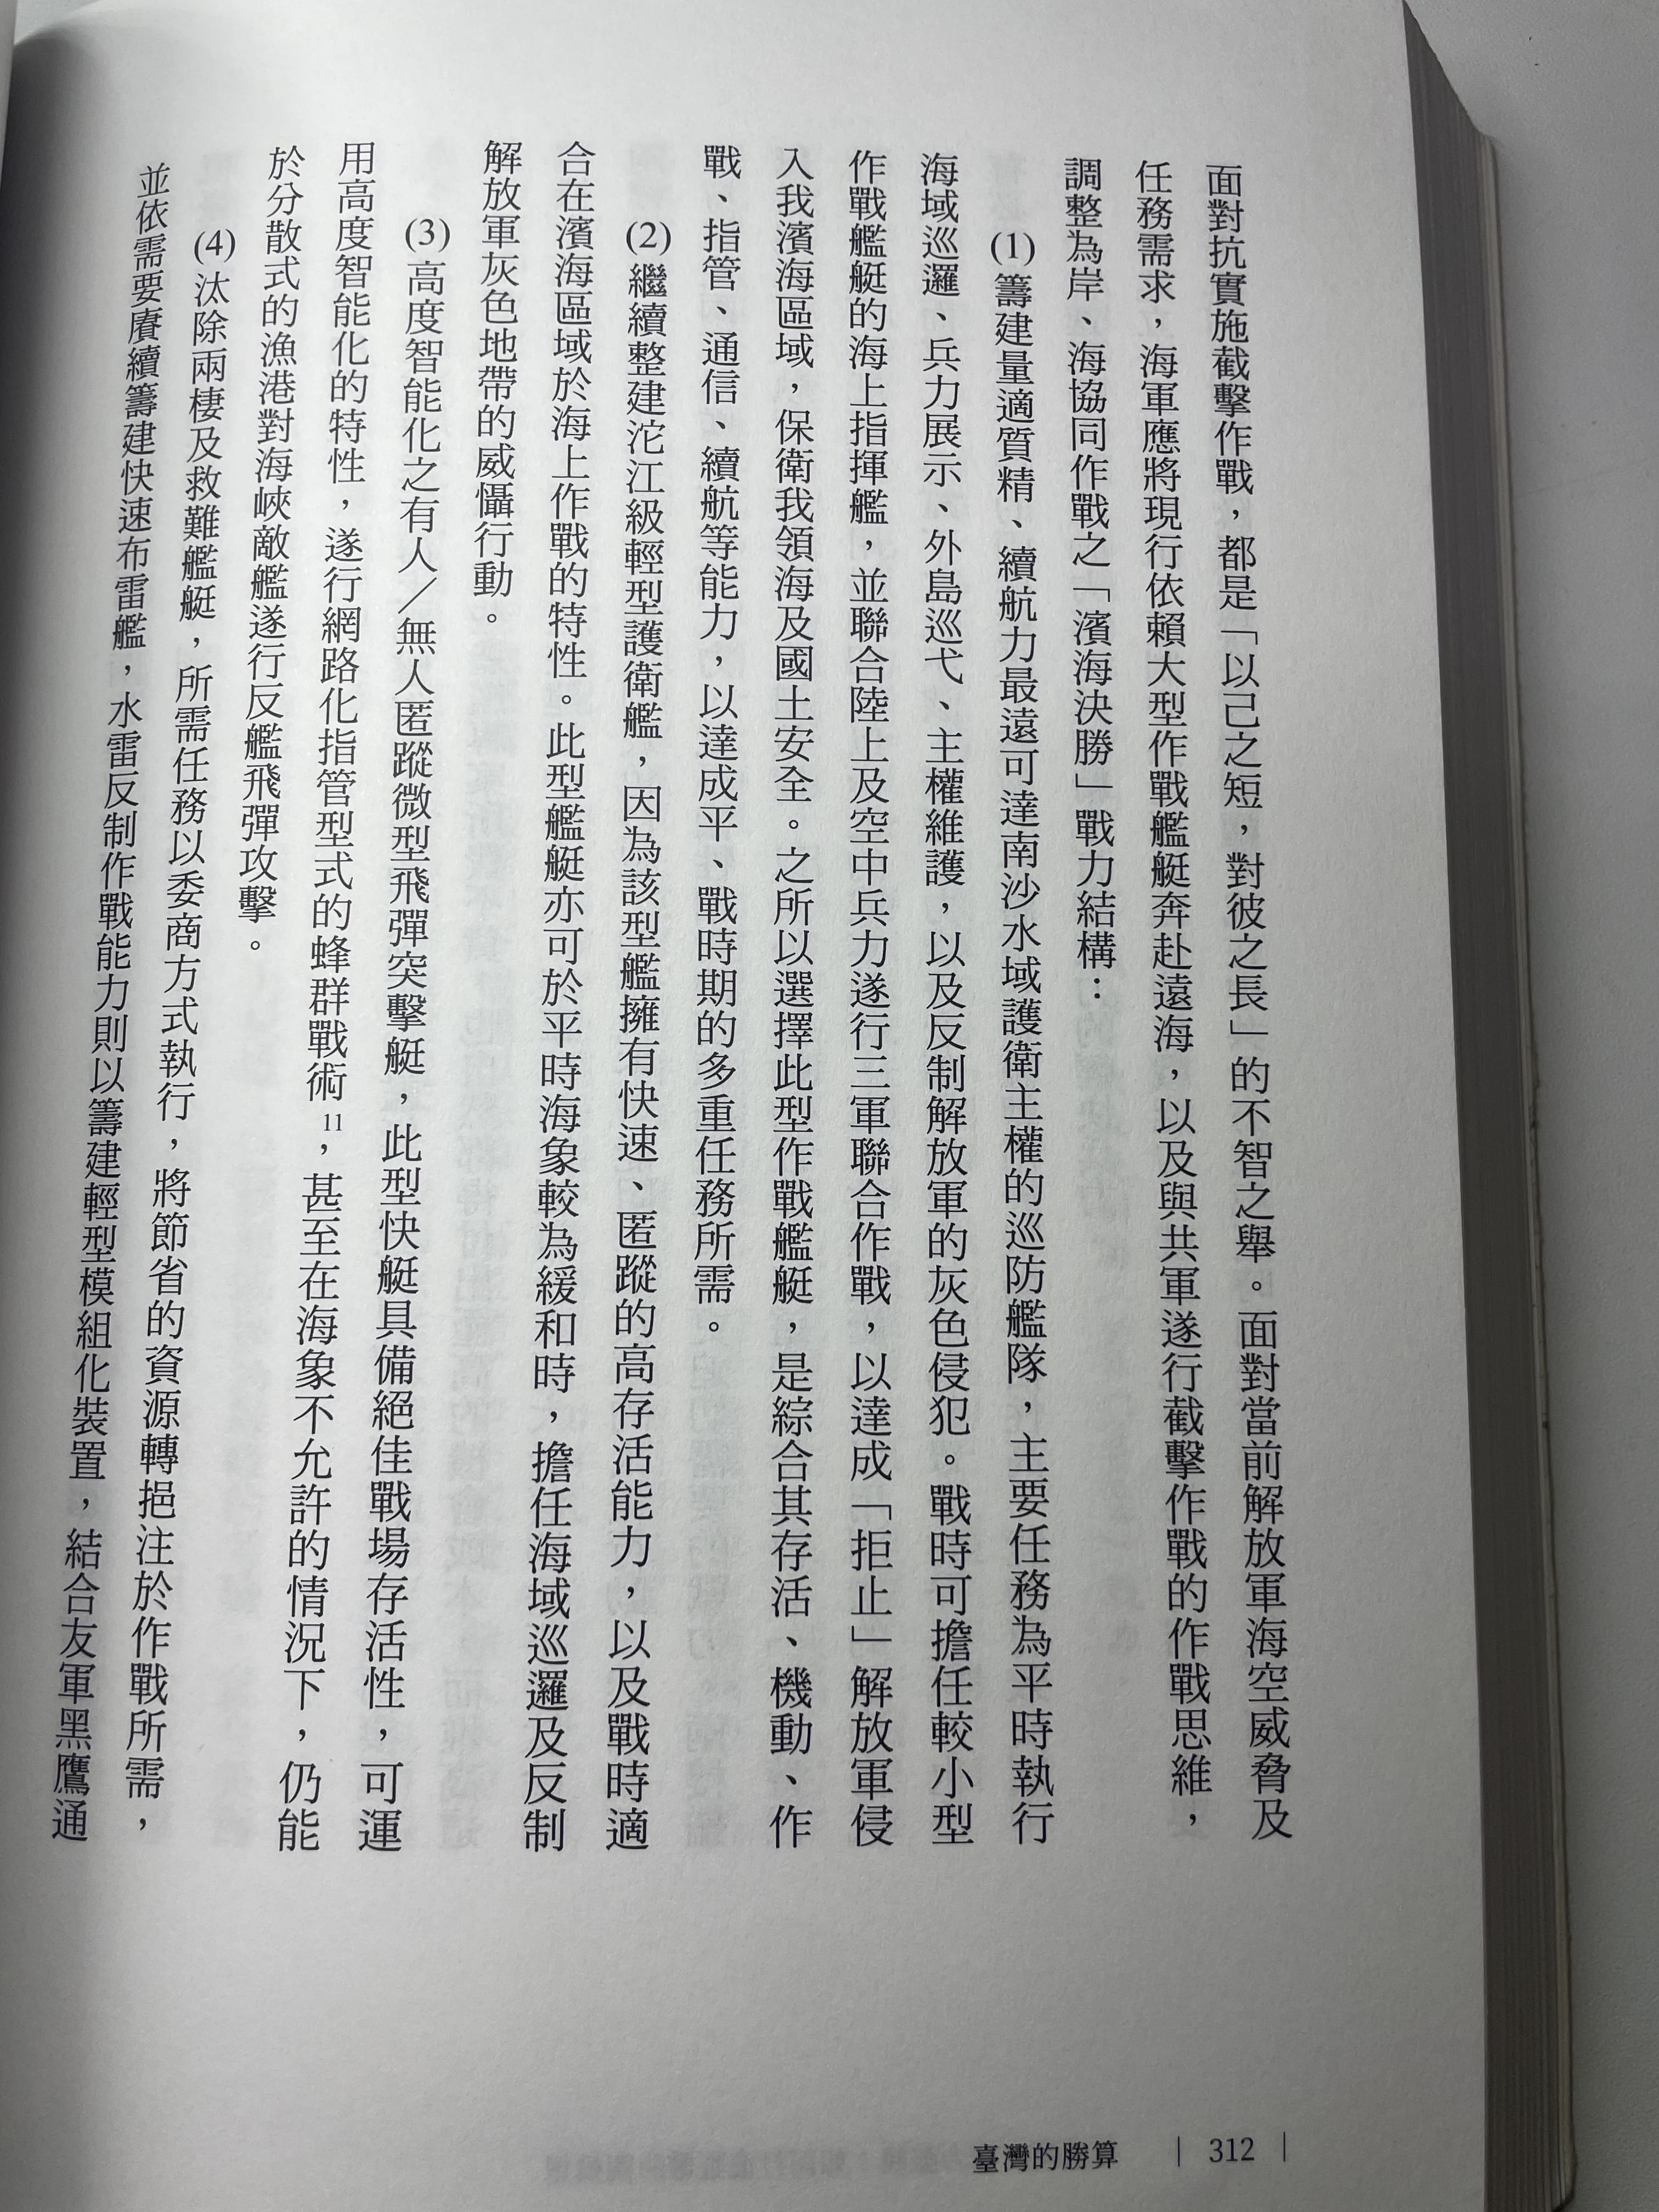 面對抗實施截擊作戰，都是「以己之短，對彼之長」的不智之舉。面對當前解放軍海空威脅及
任務需求，海軍應將現行依賴大型作戰艦艇奔赴遠海，以及與共軍遂行截擊作戰的作戰思維，
調整為岸、海協同作戰之「濱海決勝」戰力結構：
(1)籌建量適質精、續航力最遠可達南沙水域護衛主權的巡防艦隊，主要任務為平時執行
海域巡邏、兵力展示、外島巡弋、主權維護，以及反制解放軍的灰色侵犯。戰時可擔任較小型
作戰艦艇的海上指揮艦，並聯合陸上及空中兵力遂行三軍聯合作戰，以達成「拒止」解放軍侵
入我濱海區域，保衛我領海及國土安全。之所以選擇此型作戰艦艇，是綜合其存活、機動、作
戰、指管、通信、續航等能力，以達成平、戰時期的多重任務所需。
(2)繼續整建沱江級輕型護衛艦，因為該型艦擁有快速、匿蹤的高存活能力，以及戰時適
合在濱海區域於海上作戰的特性。此型艦艇亦可於平時海象較為緩和時，擔任海域巡邏及反制
解放軍灰色地帶的威懾行動。
(3)高度智能化之有人／無人匿蹤微型飛彈突擊艇，此型快艇具備絕佳戰場存活性，可運
用高度智能化的特性，遂行網路化指管型式的蜂群戰術11，甚至在海象不允許的情況下，仍能
於分散式的漁港對海峽敵艦遂行反艦飛彈攻擊。
(4)汰除兩棲及救難艦艇，所需任務以委商方式執行，將節省的資源轉挹注於作戰所需，
並依需要賡續籌建快速布雷艦，水雷反制作戰能力則以籌建輕型模組化裝置，結合友軍黑鷹通
臺灣的勝算 | 312 |